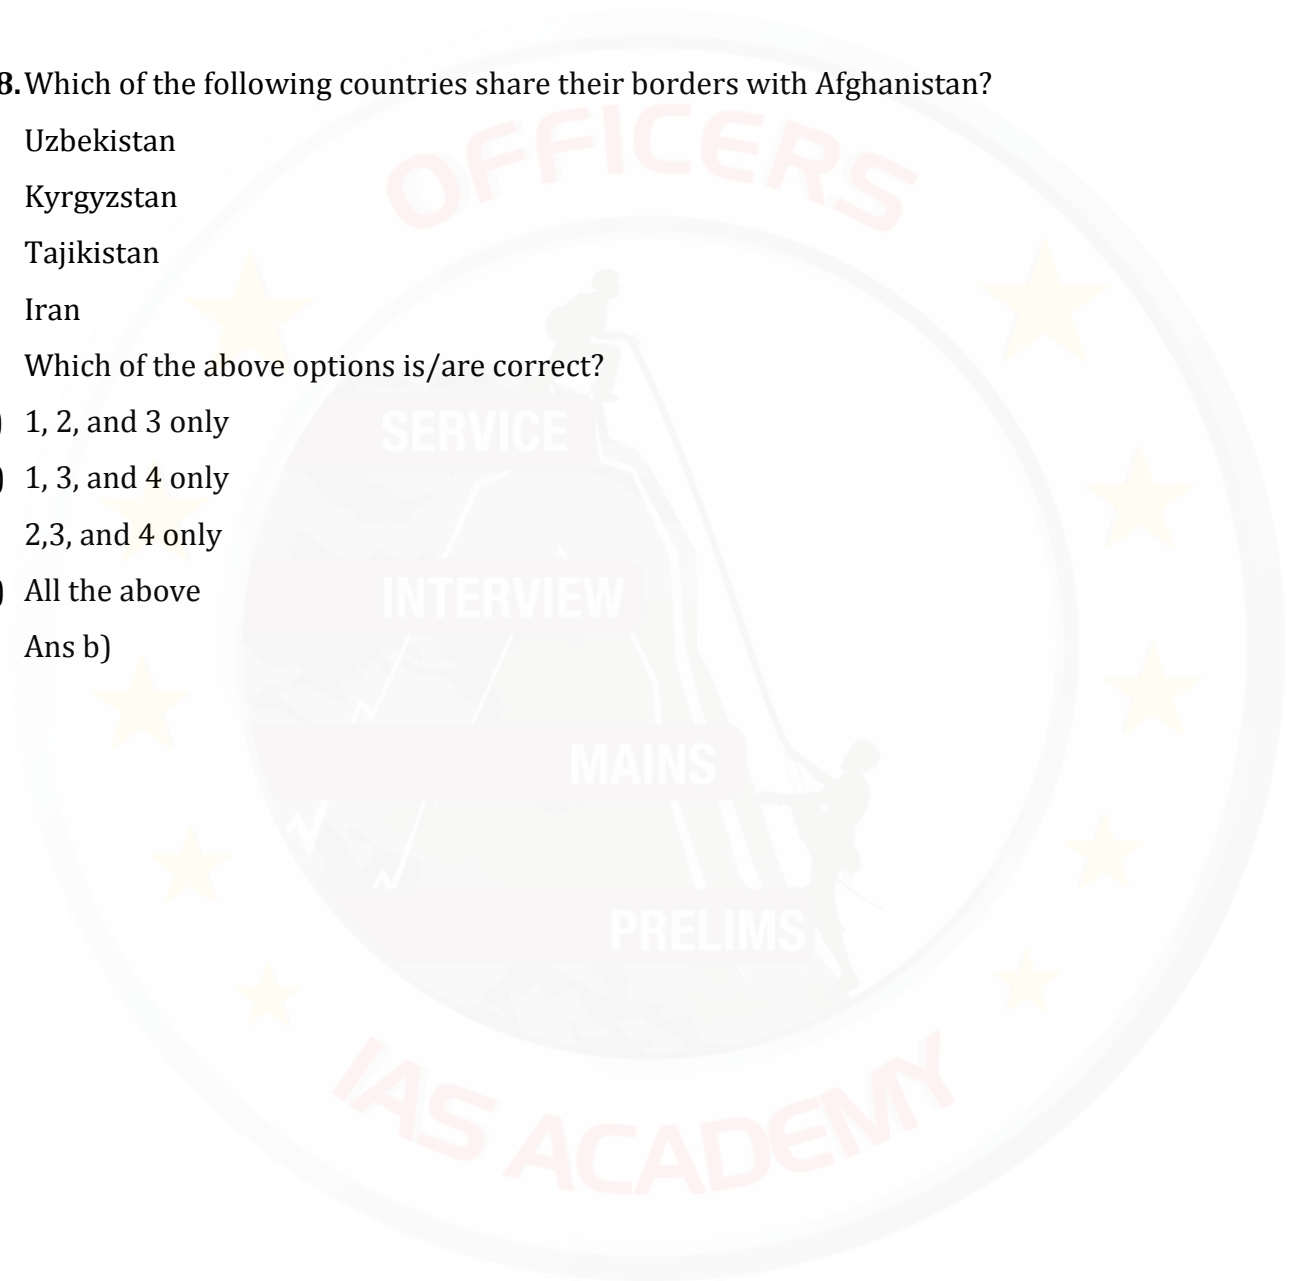 8. Which of the following countries share their borders with Afghanistan?
Uzbekistan
Kyrgyzstan
Tajikistan
Iran
Which of the above options is/are correct?
) 1, 2, and 3 only
) 1, 3, and 4 only
2,3, and 4 only
) All the above
Ans b)
OFFICERS
SERVICE
INTERVIEW
MAINS
PRELIMS
IAS ACADEMY